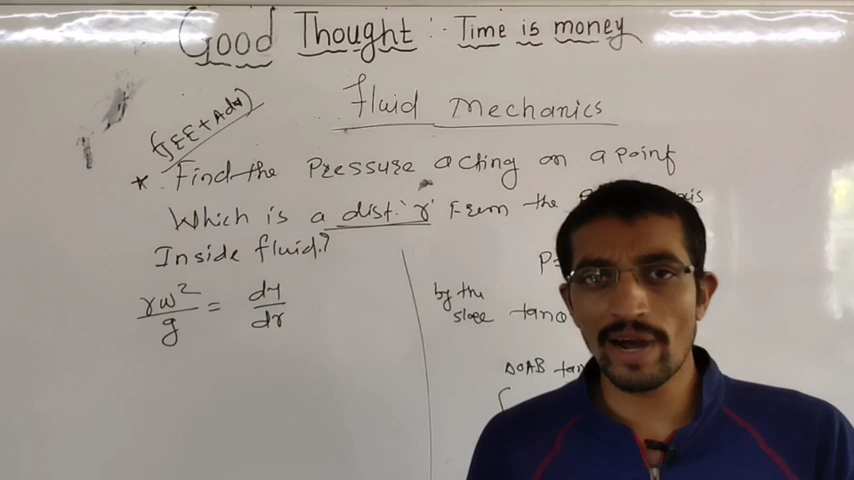 Good Thought :- Time is money
Fluid Mechanics
(JEE+Adv)
* Find the Pressure acting on a point
Which is a dist. 'r' From the
Inside fluid?
rω²/g = dy/dr
P=
by the
slope tanθ
ΔOAB tan